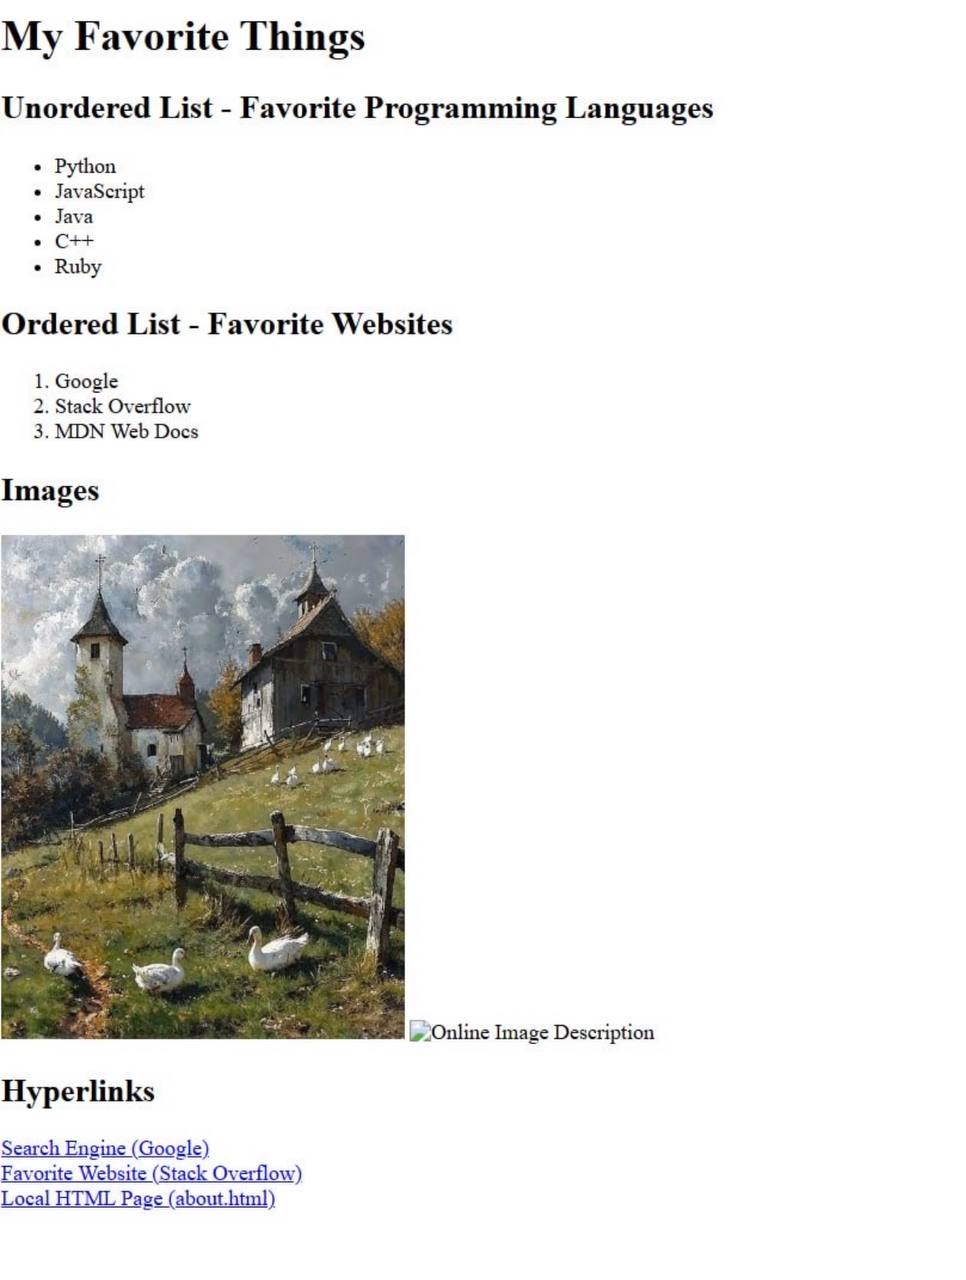 My Favorite Things
Unordered List - Favorite Programming Languages
• Python
• JavaScript
• Java
• C++
• Ruby
Ordered List - Favorite Websites
1. Google
2. Stack Overflow
3. MDN Web Docs
Images
Online Image Description
Hyperlinks
Search Engine (Google)
Favorite Website (Stack Overflow)
Local HTML Page (about.html)